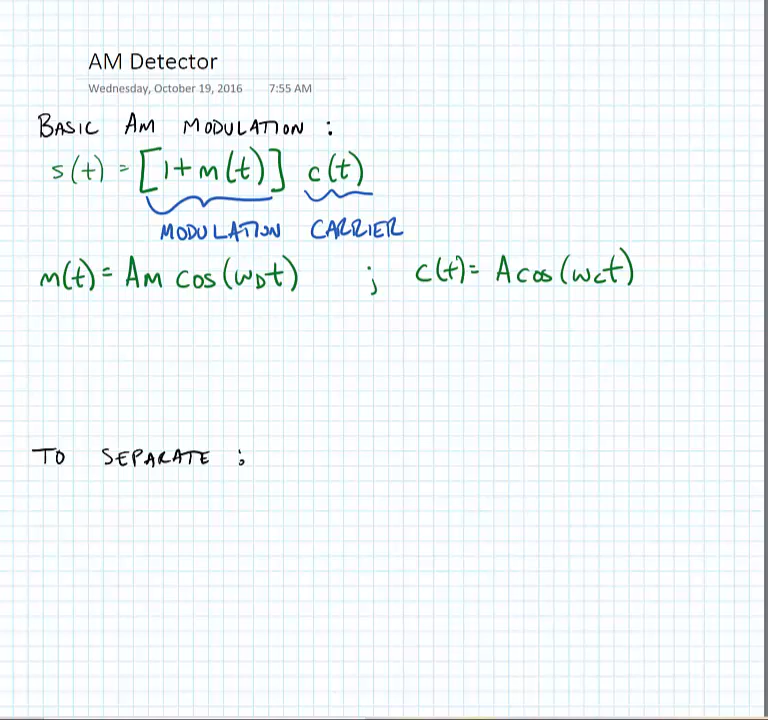 AM Detector
Wednesday, October 19, 2016 7:55 AM
BASIC AM MODULATION :
s(t) = [1+m(t)] c(t)
MODULATION CARRIER
m(t) = AM cos(ωDt) ; c(t) = A cos(ωct)
TO SEPARATE :